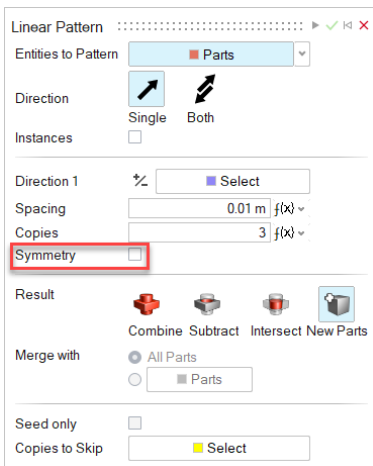 Linear Pattern
Entities to Pattern Parts
Direction
Single Both
Instances
Direction 1 +/- Select
Spacing 0.01 m f(x)
Copies 3 f(x)
Symmetry
Result
Combine Subtract Intersect New Parts
Merge with All Parts
Parts
Seed only
Copies to Skip Select